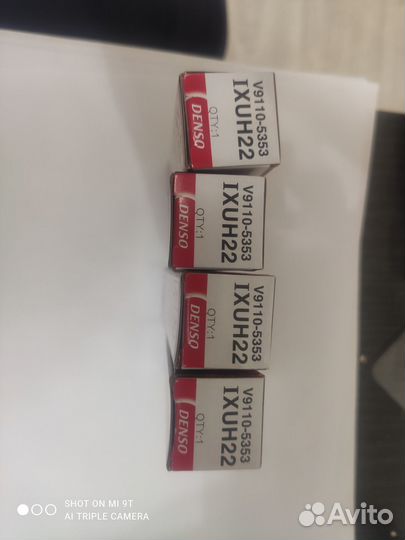 V9110-5353
IXUH22
QTY:1
DENSO
V9110-5353
IXUH22
QTY:1
DENSO
V9110-5353
IXUH22
QTY:1
DENSO
V9110-5353
IXUH22
QTY:1
DENSO
SHOT ON MI 9T
AI TRIPLE CAMERA
Avito